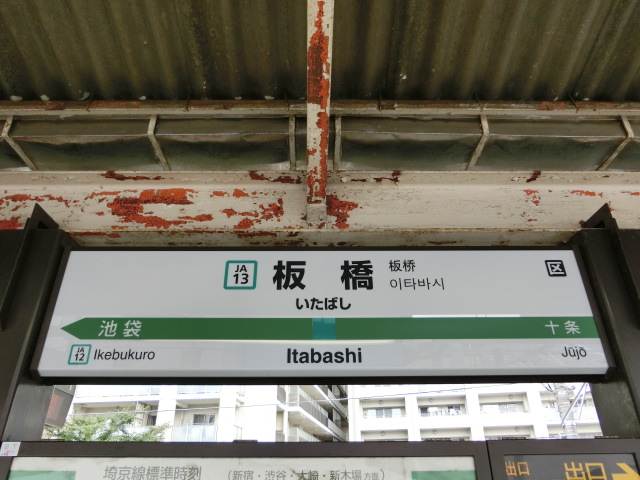 JA
13
板橋
板桥
이타바시
区
いたばし
池袋
十条
JA
12
Ikebukuro
Itabashi
Jūjō
埼京線標準時刻 (新宿・渋谷・大崎・新木場方面)
出口
出口